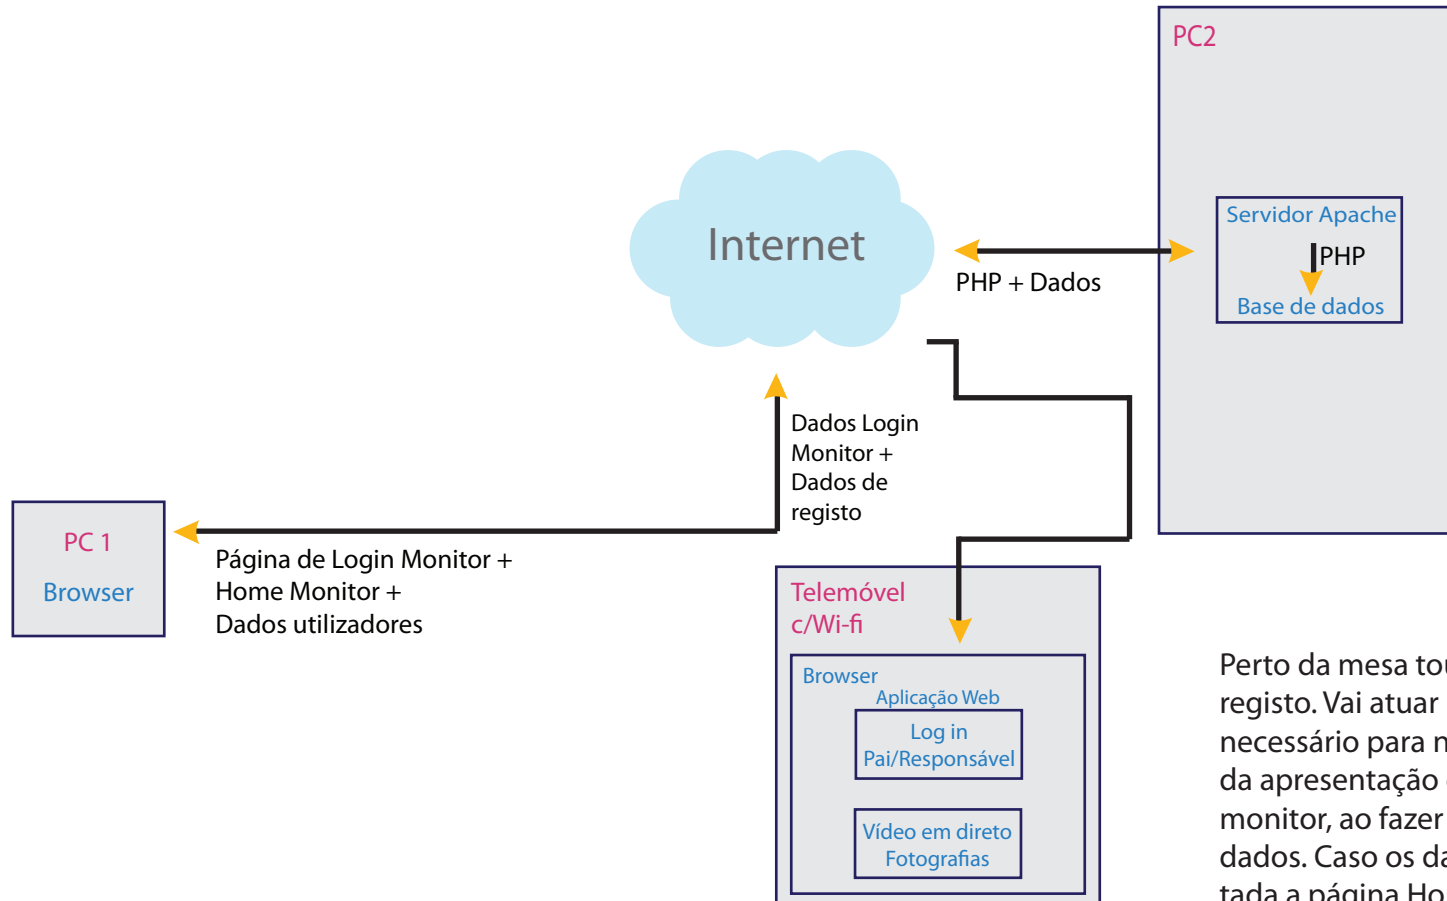 PC2
Servidor Apache
PHP
Base de dados
Internet
PHP + Dados
Dados Login
Monitor +
Dados de
registo
PC 1
Browser
Página de Login Monitor +
Home Monitor +
Dados utilizadores
Telemóvel
c/Wi-fi
Browser
Aplicação Web
Log in
Pai/Responsável
Vídeo em direto
Fotografias
Perto da mesa
registo. Vai atuar
necessário para
da apresentação
monitor, ao fazer
dados. Caso os
tada a página